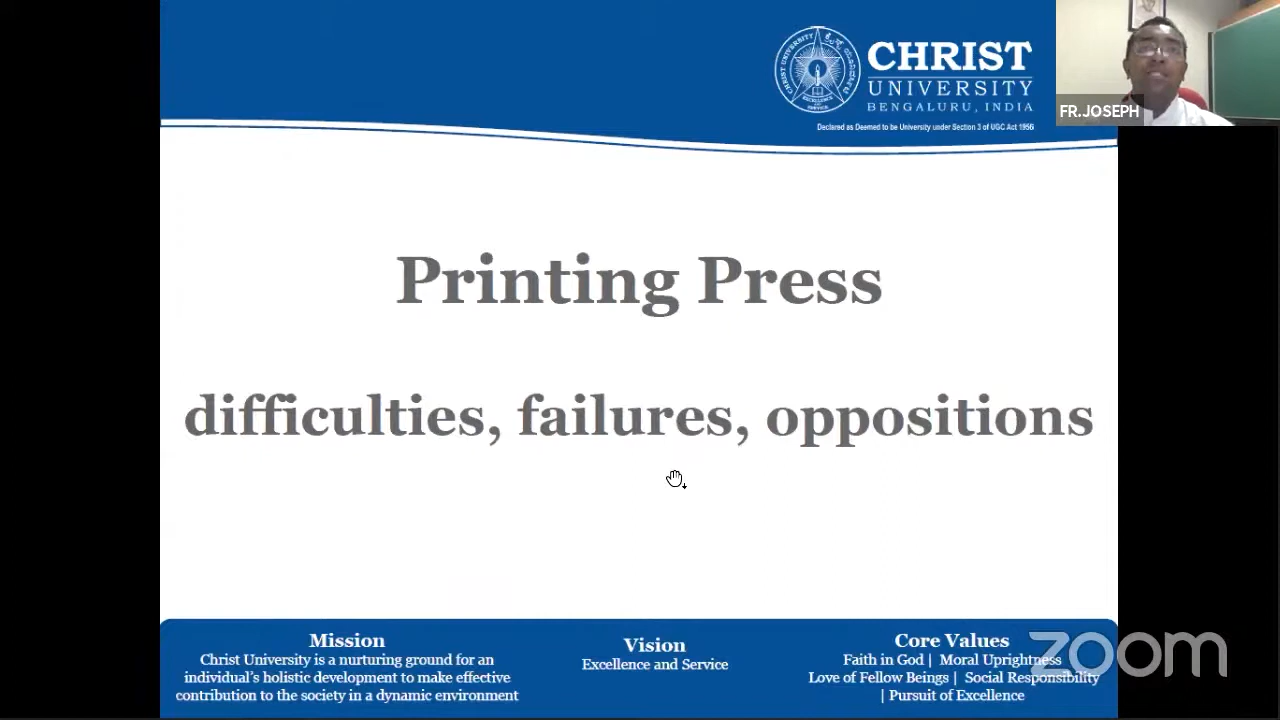 CHRIST
UNIVERSITY
BENGALURU, INDIA
Declared as Deemed to be University under Section 3 of UGC Act 1956
FR.JOSEPH
Printing Press
difficulties, failures, oppositions
Mission
Christ University is a nurturing ground for an
individual's holistic development to make effective
contribution to the society in a dynamic environment
Vision
Excellence and Service
Core Values
Faith in God | Moral Uprightness
Love of Fellow Beings | Social Responsibility
| Pursuit of Excellence
zoom